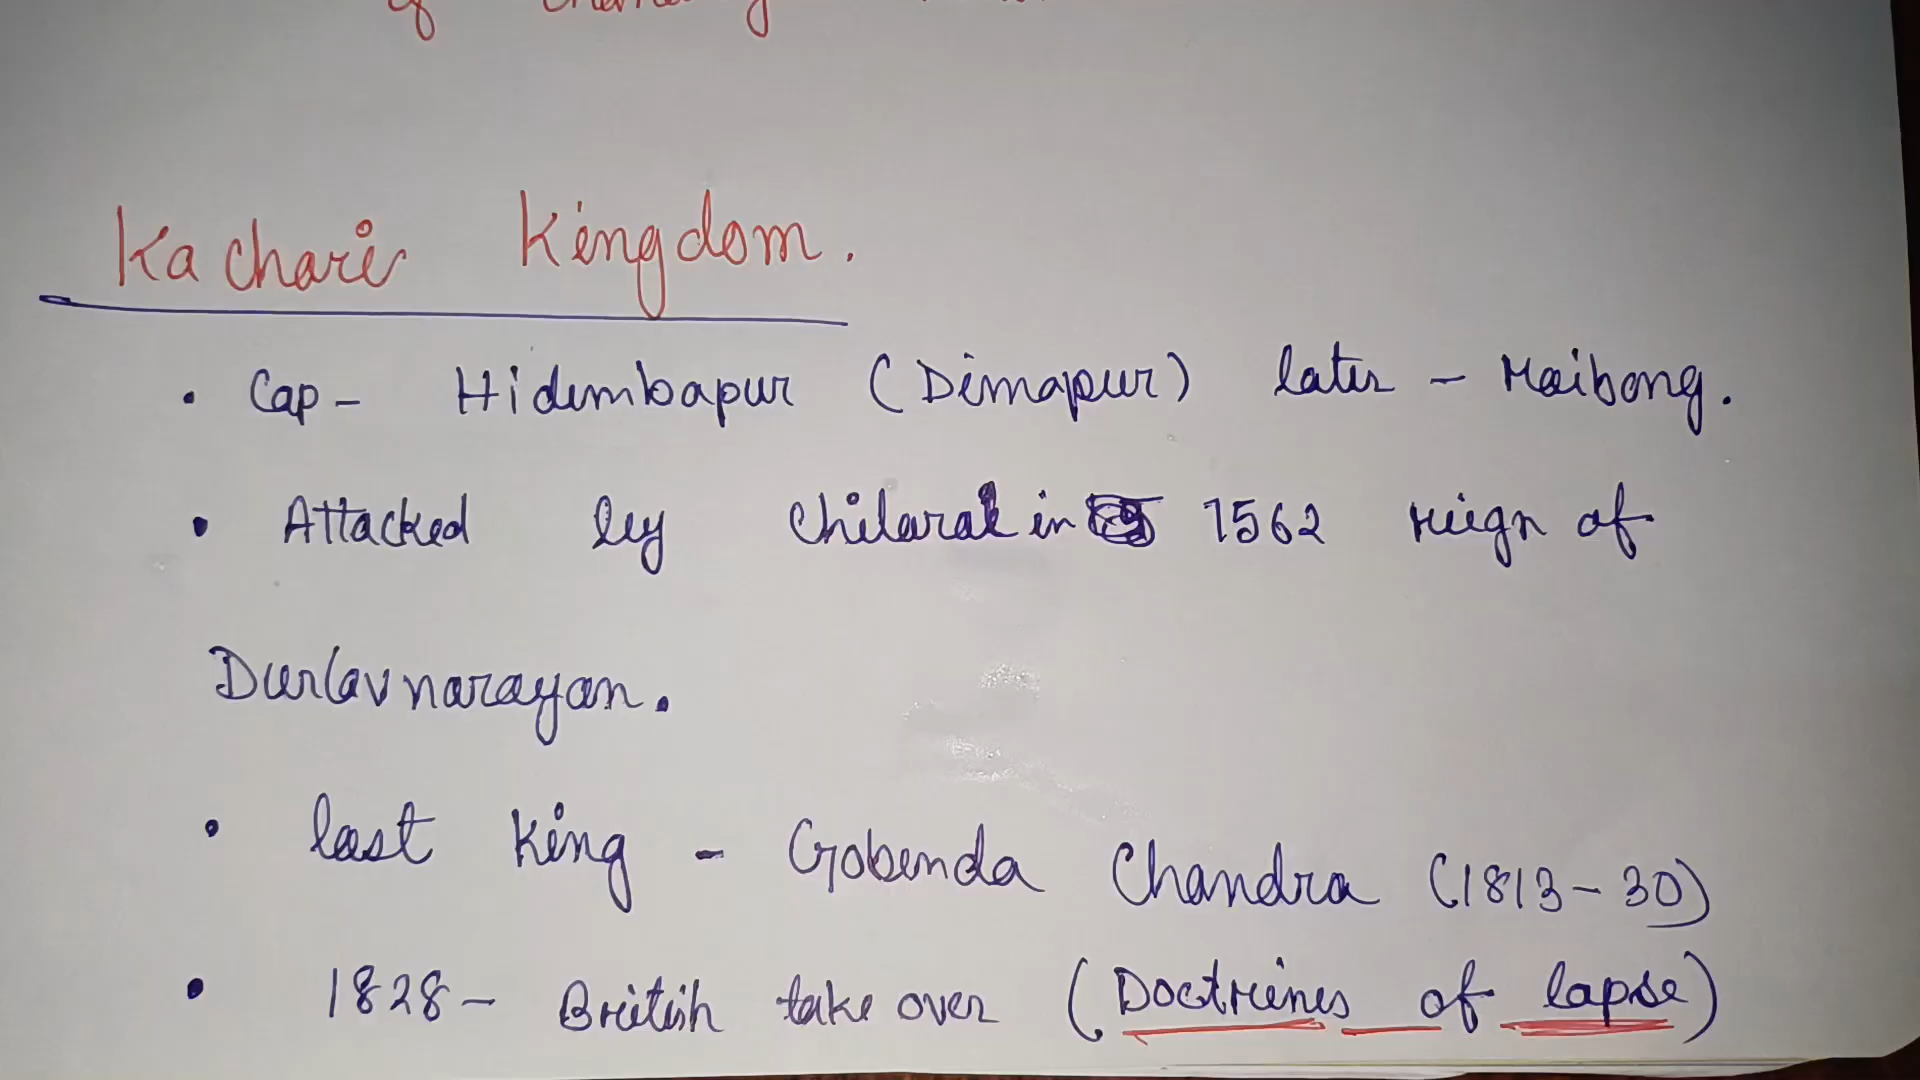 of
Kachari Kingdom.
• Cap - Hidimbapur (Dimapur) later - Maibong.
• Attacked by Chilarai in 1562 reign of
Durlavnarayan.
• last king - Gobinda Chandra (1813-30)
• 1828 - British take over (Doctrines of lapse)